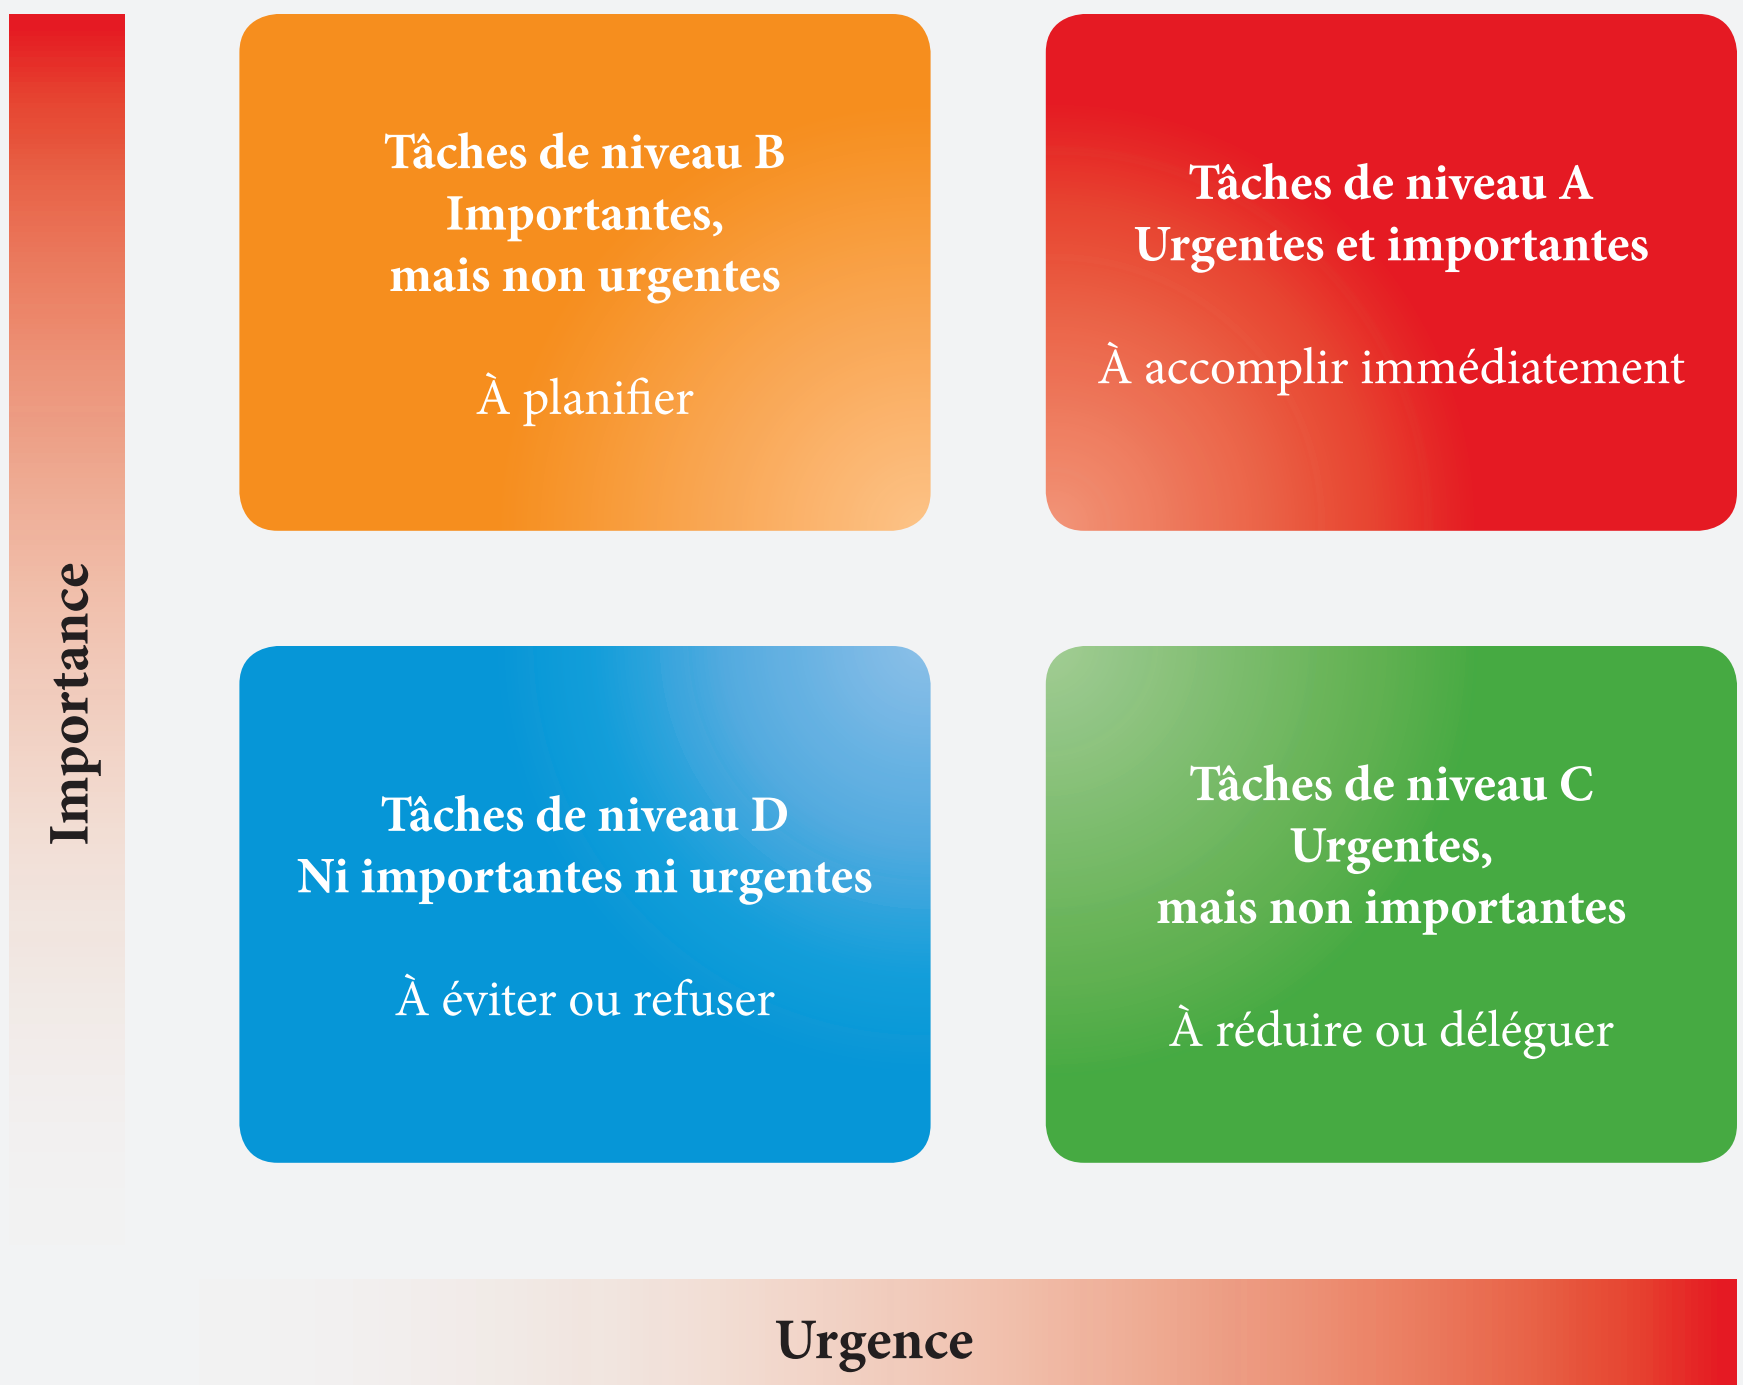 Importance
Tâches de niveau B
Importantes,
mais non urgentes
À planifier
Tâches de niveau A
Urgentes et importantes
À accomplir immédiatement
Tâches de niveau D
Ni importantes ni urgentes
À éviter ou refuser
Tâches de niveau C
Urgentes,
mais non importantes
À réduire ou déléguer
Urgence